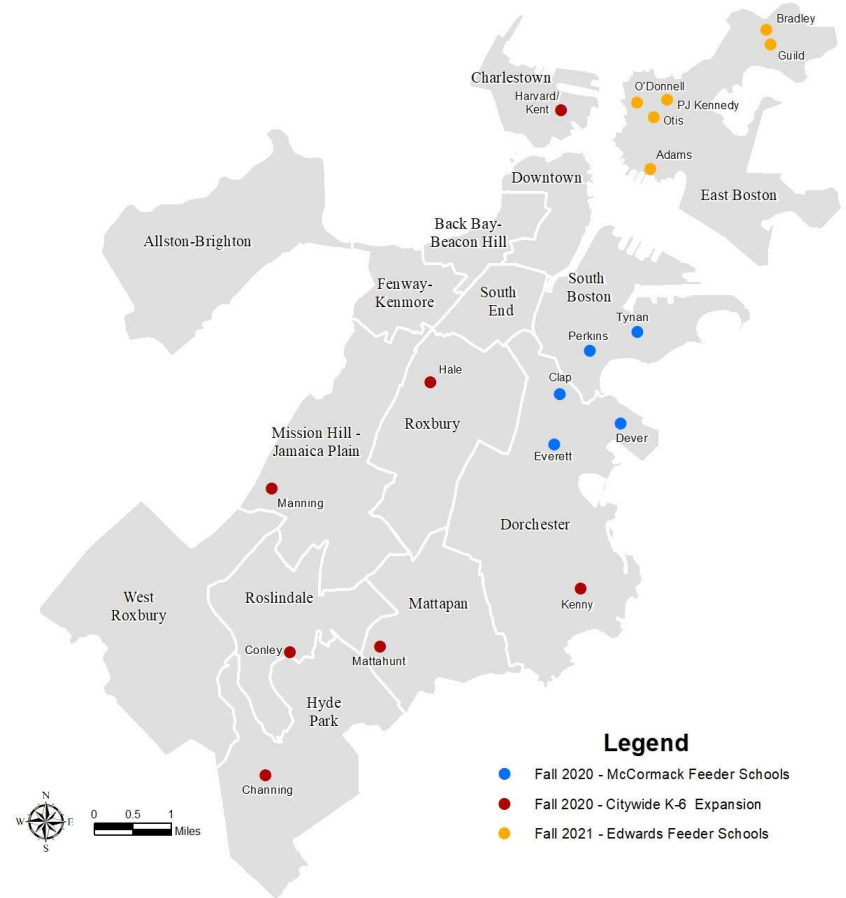 Bradley
Guild
Charlestown
Harvard/
Kent
O'Donnell
PJ Kennedy
Otis
Adams
Downtown
East Boston
Back Bay-
Beacon Hill
Allston-Brighton
Fenway-
Kenmore
South
End
South
Boston
Tynan
Perkins
Hale
Clap
Roxbury
Dever
Mission Hill -
Jamaica Plain
Everett
Manning
Dorchester
West
Roxbury
Roslindale
Mattapan
Kenny
Conley
Mattahunt
Hyde
Park
Channing
Legend
Fall 2020 - McCormack Feeder Schools
Fall 2020 - Citywide K-6 Expansion
Fall 2021 - Edwards Feeder Schools
N
W E
S
0 0.5 1
Miles